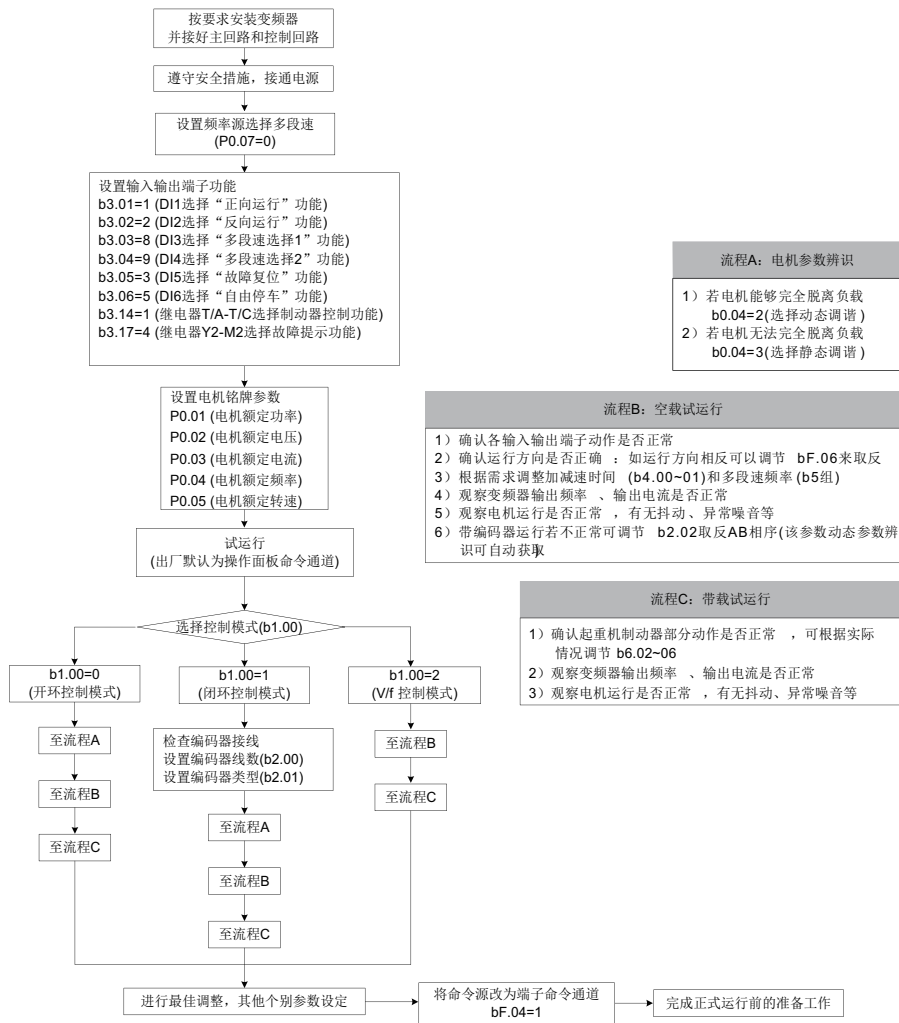 按要求安装变频器
并接好主回路和控制回路
遵守安全措施，接通电源
设置频率源选择多段速
(P0.07=0)
设置输入输出端子功能
b3.01=1 (DI1选择“正向运行”功能)
b3.02=2 (DI2选择“反向运行”功能)
b3.03=8 (DI3选择“多段速选择1”功能)
b3.04=9 (DI4选择“多段速选择2”功能)
b3.05=3 (DI5选择“故障复位”功能)
b3.06=5 (DI6选择“自由停车”功能)
b3.14=1 (继电器T/A-T/C选择制动器控制功能)
b3.17=4 (继电器Y2-M2选择故障提示功能)
设置电机铭牌参数
P0.01 (电机额定功率)
P0.02 (电机额定电压)
P0.03 (电机额定电流)
P0.04 (电机额定频率)
P0.05 (电机额定转速)
试运行
(出厂默认为操作面板命令通道)
选择控制模式(b1.00)
b1.00=0
(开环控制模式)
至流程A
至流程B
至流程C
b1.00=1
(闭环控制模式)
检查编码器接线
设置编码器线数(b2.00)
设置编码器类型(b2.01)
至流程A
至流程B
至流程C
b1.00=2
(V/f 控制模式)
至流程B
至流程C
进行最佳调整，其他个别参数设定
将命令源改为端子命令通道
bF.04=1
完成正式运行前的准备工作
流程A：电机参数辨识
1）若电机能够完全脱离负载
b0.04=2(选择动态调谐)
2）若电机无法完全脱离负载
b0.04=3(选择静态调谐)
流程B：空载试运行
1）确认各输入输出端子动作是否正常
2）确认运行方向是否正确：如运行方向相反可以调节 bF.06来取反
3）根据需求调整加减速时间 (b4.00~01)和多段速频率(b5组)
4）观察变频器输出频率、输出电流是否正常
5）观察电机运行是否正常，有无抖动、异常噪音等
6）带编码器运行若不正常可调节 b2.02取反AB相序(该参数动态参数辨
识可自动获取)
流程C：带载试运行
1）确认起重机制动器部分动作是否正常，可根据实际
情况调节 b6.02~06
2）观察变频器输出频率、输出电流是否正常
3）观察电机运行是否正常，有无抖动、异常噪音等